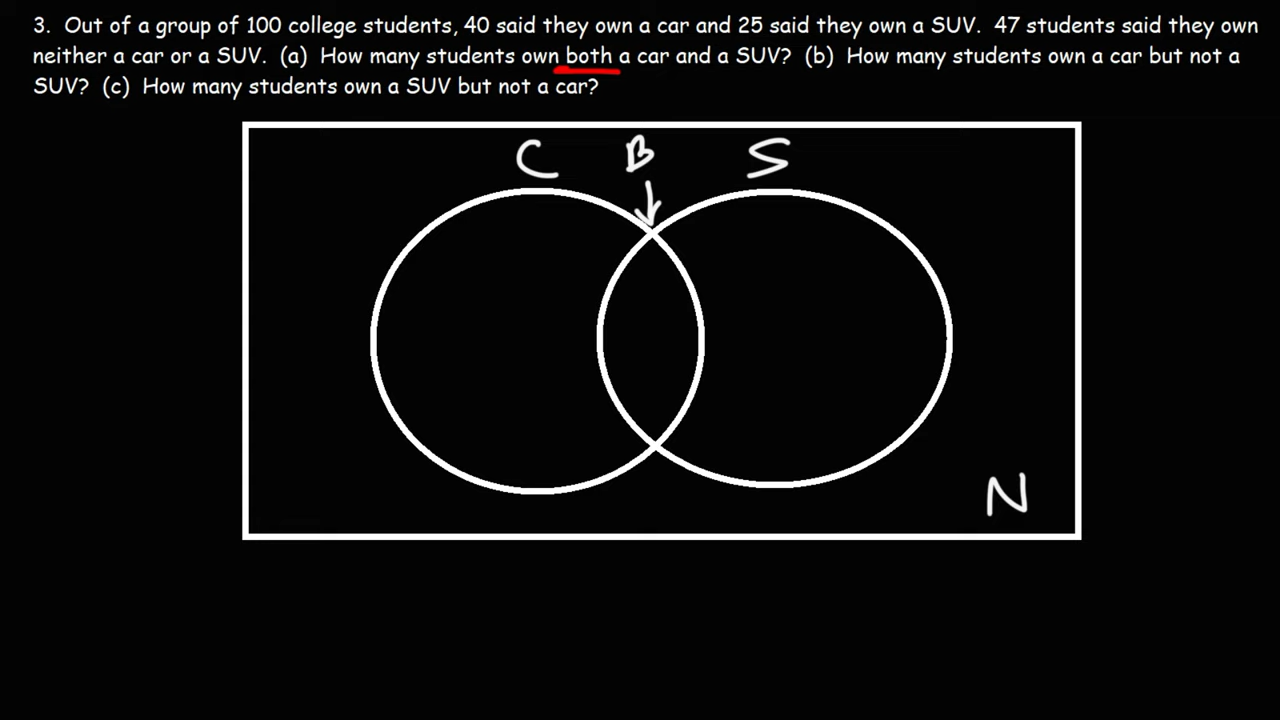 3. Out of a group of 100 college students, 40 said they own a car and 25 said they own a SUV. 47 students said they own
neither a car or a SUV. (a) How many students own both a car and a SUV? (b) How many students own a car but not a
SUV? (c) How many students own a SUV but not a car?
C B S
N